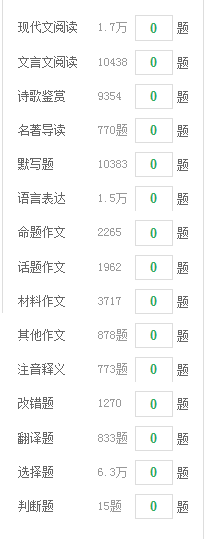 现代文阅读 1.7万 0 题
文言文阅读 10438 0 题
诗歌鉴赏 9354 0 题
名著导读 770题 0 题
默写题 10383 0 题
语言表达 1.5万 0 题
命题作文 2265 0 题
话题作文 1962 0 题
材料作文 3717 0 题
其他作文 878题 0 题
注音释义 773题 0 题
改错题 1270 0 题
翻译题 833题 0 题
选择题 6.3万 0 题
判断题 15题 0 题